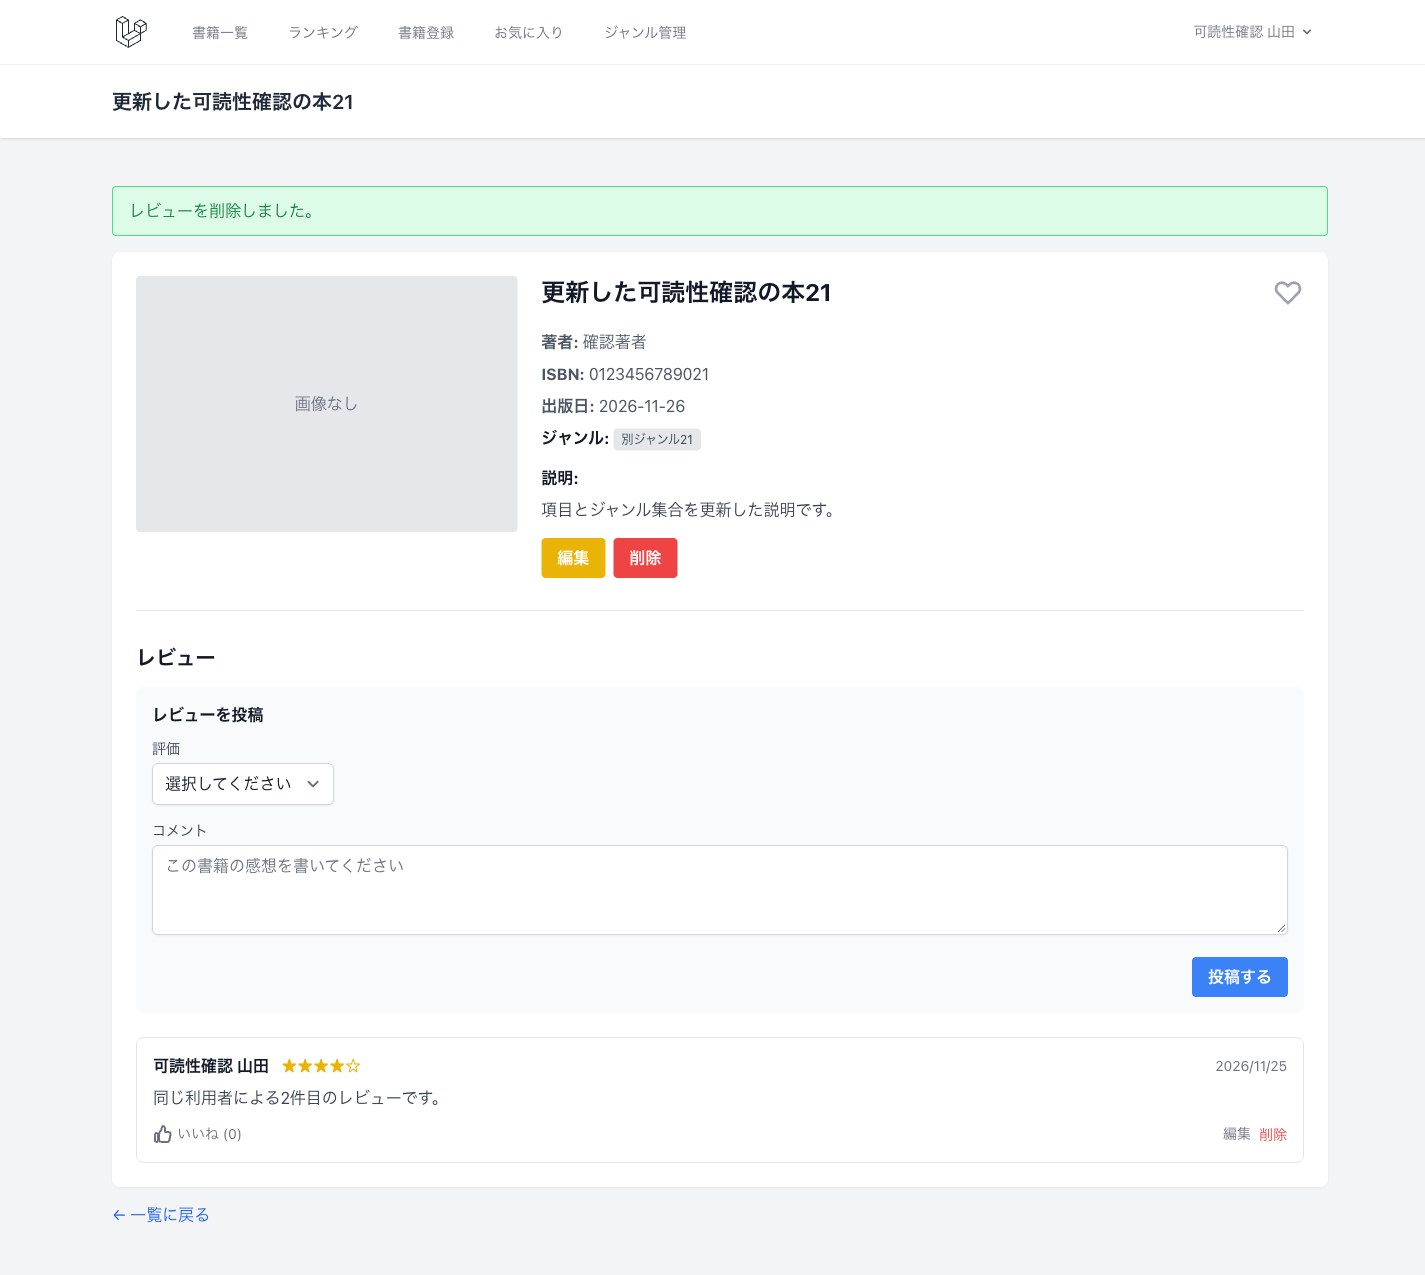 書籍一覧 ランキング 書籍登録 お気に入り ジャンル管理 可読性確認 山田
更新した可読性確認の本21
レビューを削除しました。
画像なし
更新した可読性確認の本21
著者: 確認著者
ISBN: 0123456789021
出版日: 2026-11-26
ジャンル: 別ジャンル21
説明:
項目とジャンル集合を更新した説明です。
編集 削除
レビュー
レビューを投稿
評価
選択してください
コメント
この書籍の感想を書いてください
投稿する
可読性確認 山田 ★★★★☆ 2026/11/25
同じ利用者による2件目のレビューです。
いいね (0) 編集 削除
← 一覧に戻る